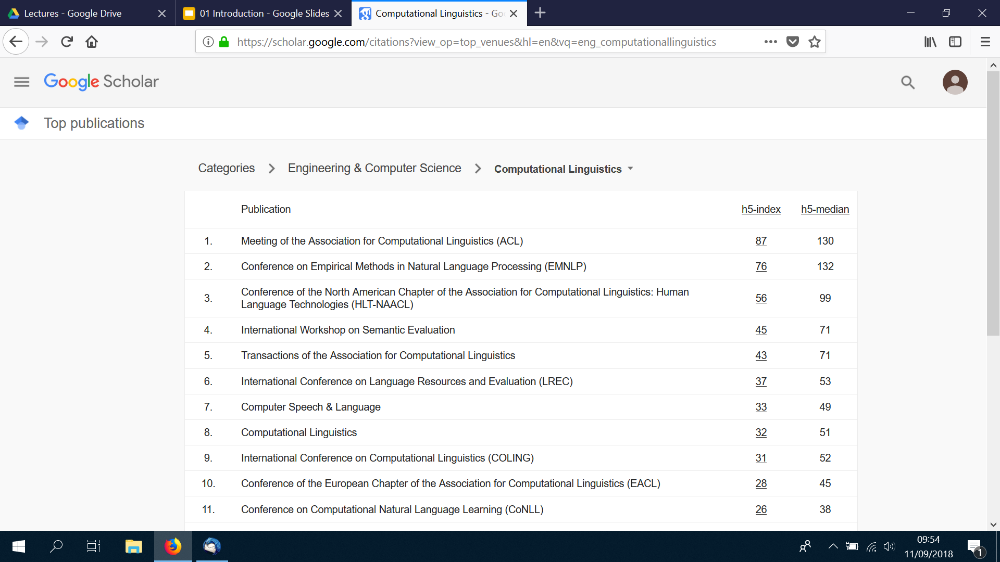 Lectures - Google Drive
01 Introduction - Google Slides
Computational Linguistics - Go
https://scholar.google.com/citations?view_op=top_venues&hl=en&vq=eng_computationallinguistics
Google Scholar
Top publications
Categories Engineering & Computer Science Computational Linguistics
Publication h5-index h5-median
1. Meeting of the Association for Computational Linguistics (ACL) 87 130
2. Conference on Empirical Methods in Natural Language Processing (EMNLP) 76 132
3. Conference of the North American Chapter of the Association for Computational Linguistics: Human
Language Technologies (HLT-NAACL) 56 99
4. International Workshop on Semantic Evaluation 45 71
5. Transactions of the Association for Computational Linguistics 43 71
6. International Conference on Language Resources and Evaluation (LREC) 37 53
7. Computer Speech & Language 33 49
8. Computational Linguistics 32 51
9. International Conference on Computational Linguistics (COLING) 31 52
10. Conference of the European Chapter of the Association for Computational Linguistics (EACL) 28 45
11. Conference on Computational Natural Language Learning (CoNLL) 26 38
09:54
11/09/2018
1